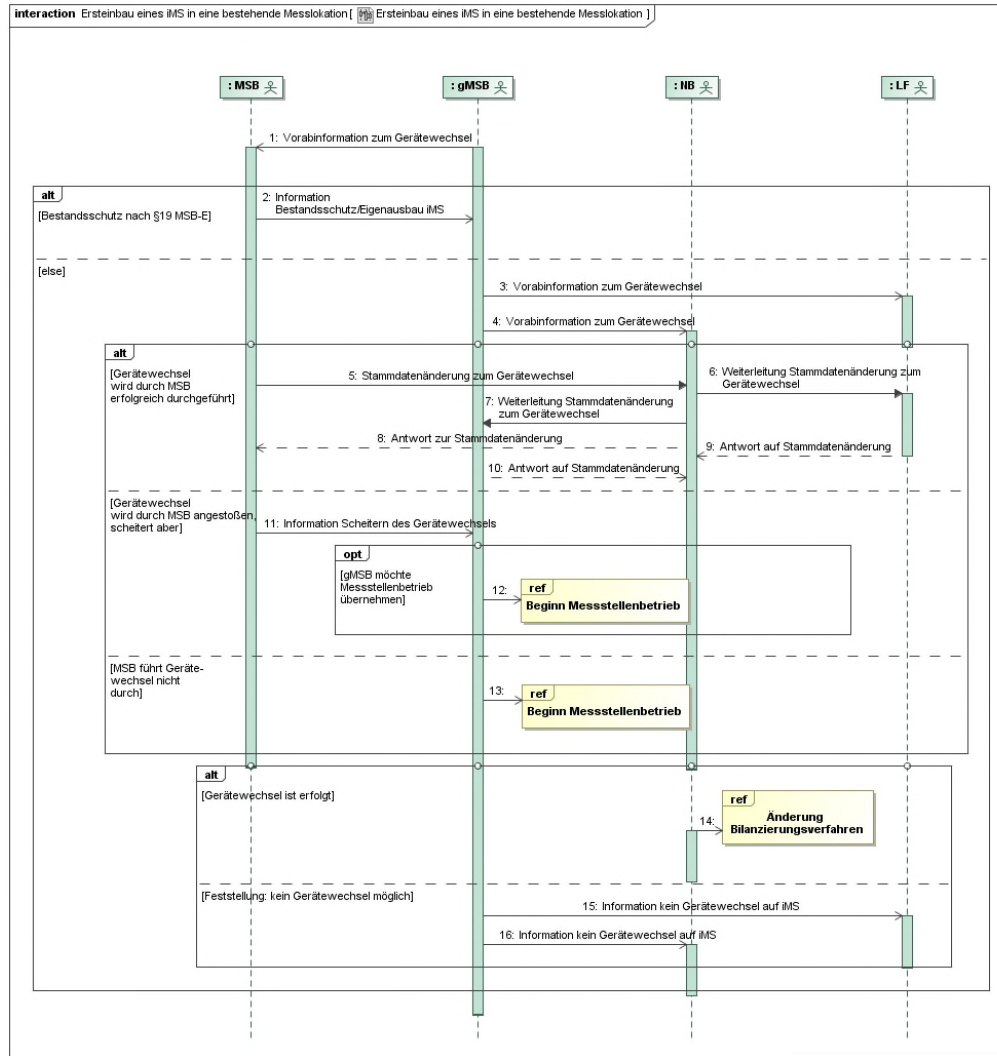 interaction Ersteinbau eines iMS in eine bestehende Messlokation[ Ersteinbau eines iMS in eine bestehende Messlokation ]
: MSB
: gMSB
: NB
: LF
1: Vorabinformation zum Gerätewechsel
alt
[Bestandsschutz nach §19 MSB-E]
2: Information
Bestandsschutz/Eigenausbau iMS
[else]
3: Vorabinformation zum Gerätewechsel
4: Vorabinformation zum Gerätewechsel
alt
[Gerätewechsel
wird durch MSB
erfolgreich durchgeführt]
5: Stammdatenänderung zum Gerätewechsel
6: Weiterleitung Stammdatenänderung zum
Gerätewechsel
7: Weiterleitung Stammdatenänderung
zum Gerätewechsel
8: Antwort zur Stammdatenänderung
9: Antwort auf Stammdatenänderung
10: Antwort auf Stammdatenänderung
[Gerätewechsel
wird durch MSB angestoßen,
scheitert aber]
11: Information Scheitern des Gerätewechsels
opt
[gMSB möchte
Messstellenbetrieb
übernehmen]
12:
ref
Beginn Messstellenbetrieb
[MSB führt Geräte-
wechsel nicht
durch]
13:
ref
Beginn Messstellenbetrieb
alt
[Gerätewechsel ist erfolgt]
14:
ref
Änderung
Bilanzierungsverfahren
[Feststellung: kein Gerätewechsel möglich]
15: Information kein Gerätewechsel auf iMS
16: Information kein Gerätewechsel auf iMS